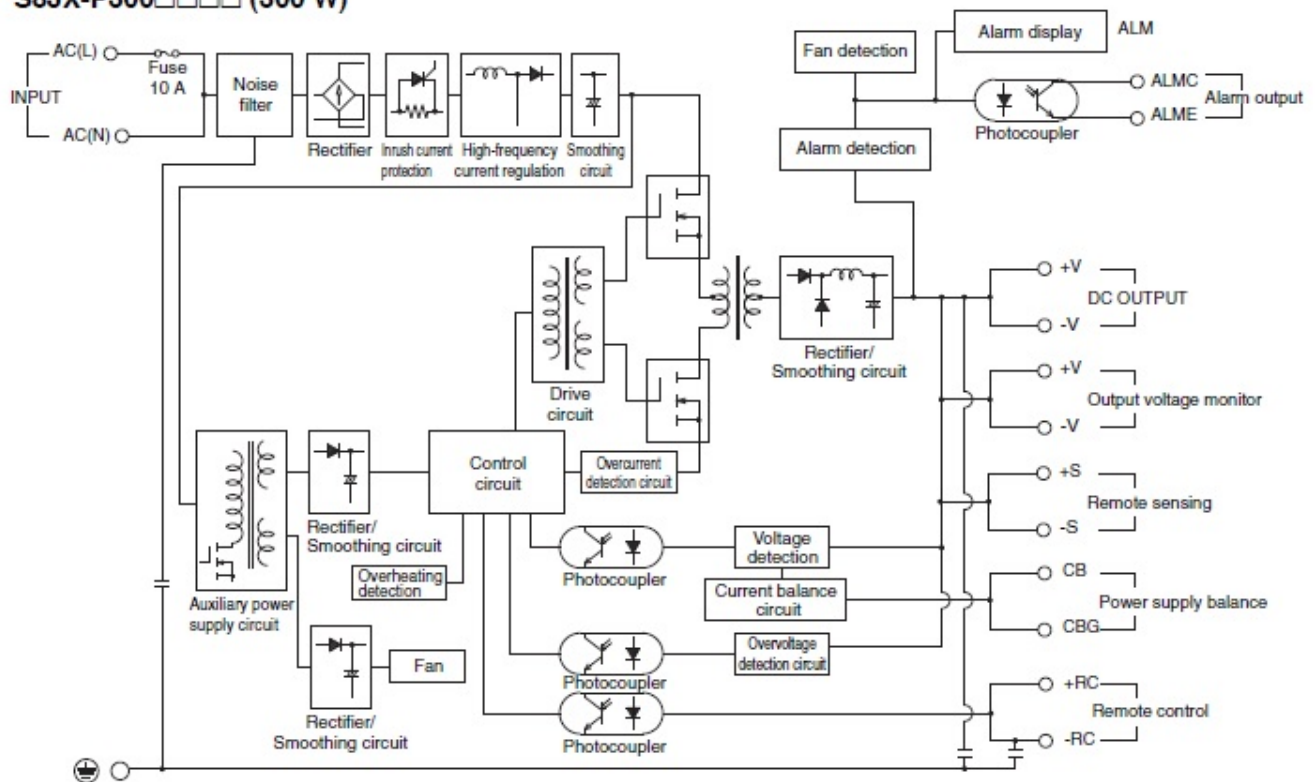 (300 W)
AC(L)
Fuse
10 A
INPUT
AC(N)
Noise
filter
Rectifier
Inrush current
protection
High-frequency
current regulation
Smoothing
circuit
Fan detection
Alarm display
ALM
ALMC
Alarm output
ALME
Photocoupler
Alarm detection
Drive
circuit
Rectifier/
Smoothing circuit
+V
DC OUTPUT
-V
+V
Output voltage monitor
-V
+S
Remote sensing
-S
CB
Power supply balance
CBG
+RC
Remote control
-RC
Control
circuit
Overcurrent
detection circuit
Rectifier/
Smoothing circuit
Overheating
detection
Auxiliary power
supply circuit
Photocoupler
Voltage
detection
Current balance
circuit
Overvoltage
detection circuit
Photocoupler
Photocoupler
Fan
Rectifier/
Smoothing circuit